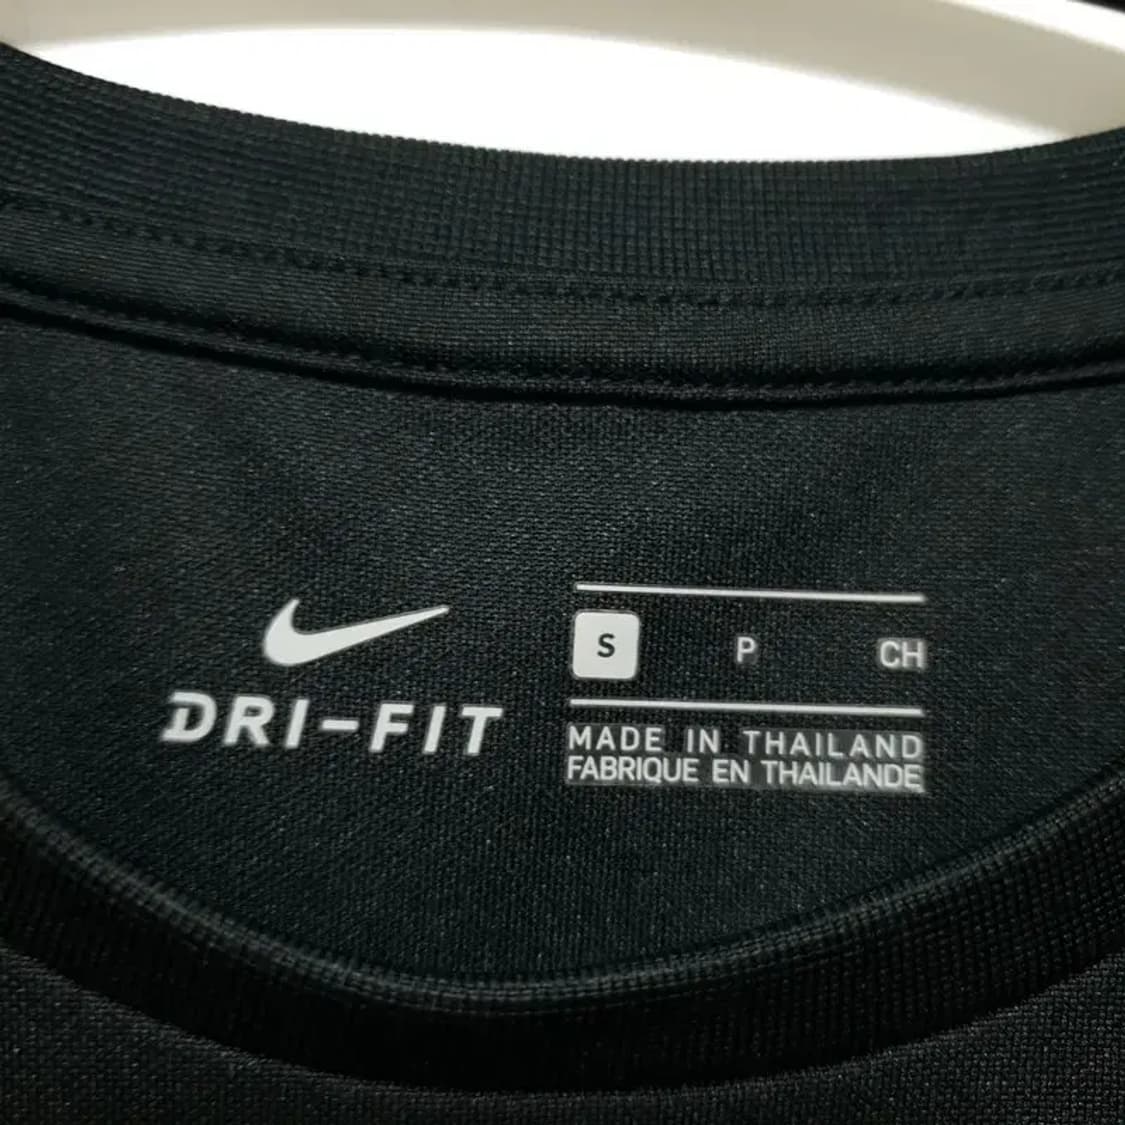 DRI-FIT
S P CH
MADE IN THAILAND
FABRIQUE EN THAILANDE